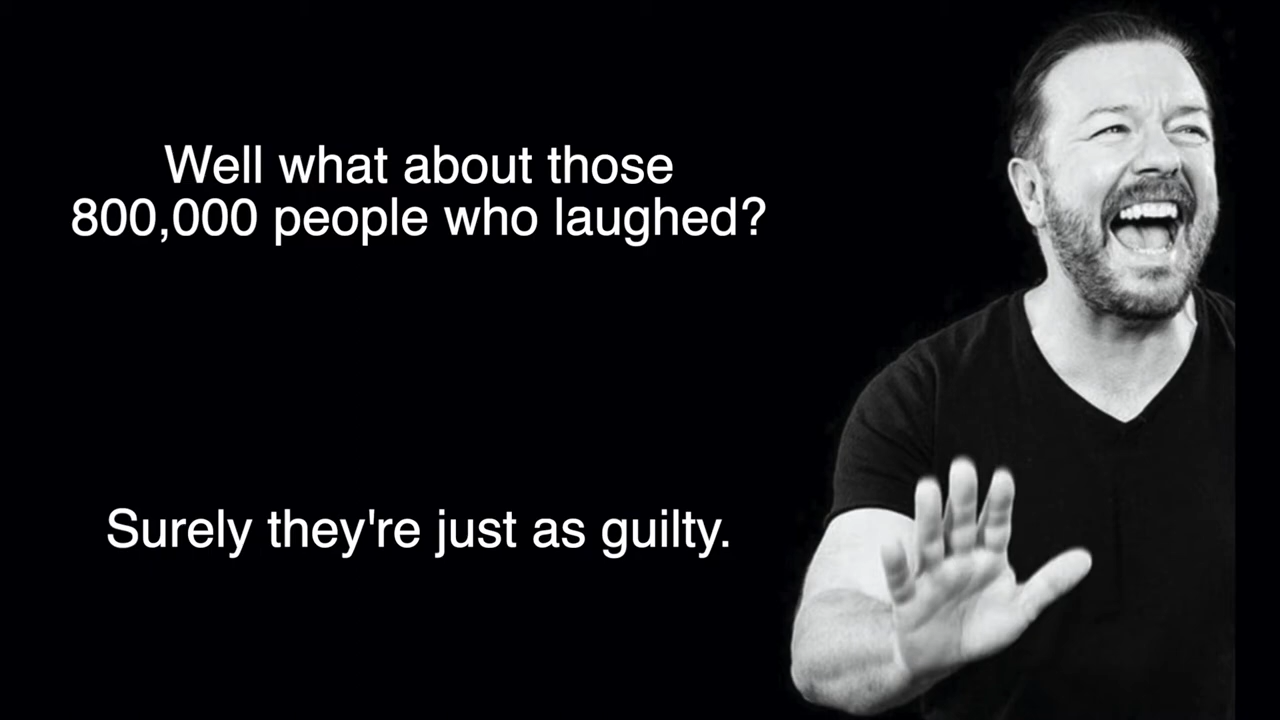 Well what about those
800,000 people who laughed?
Surely they're just as guilty.